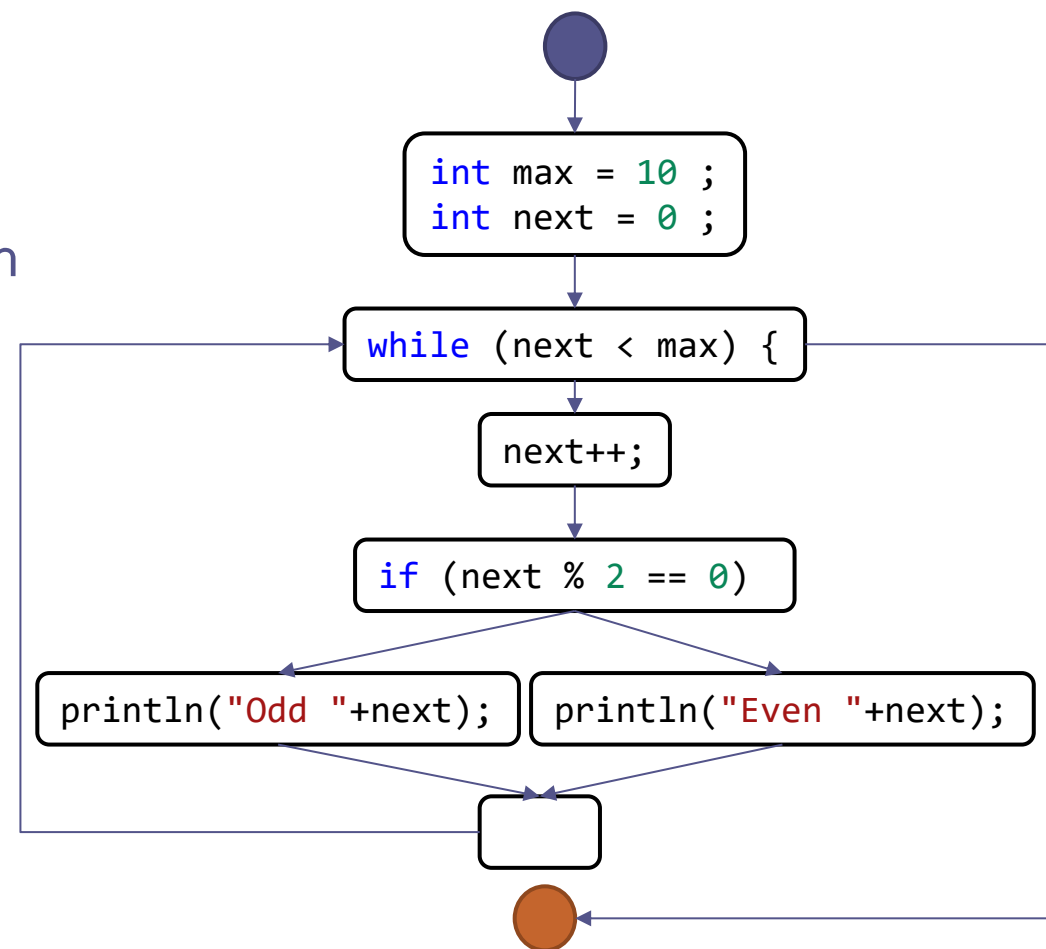 int max = 10 ;
int next = 0 ;
n
while (next < max) {
next++;
if (next % 2 == 0)
println("Odd "+next);
println("Even "+next);